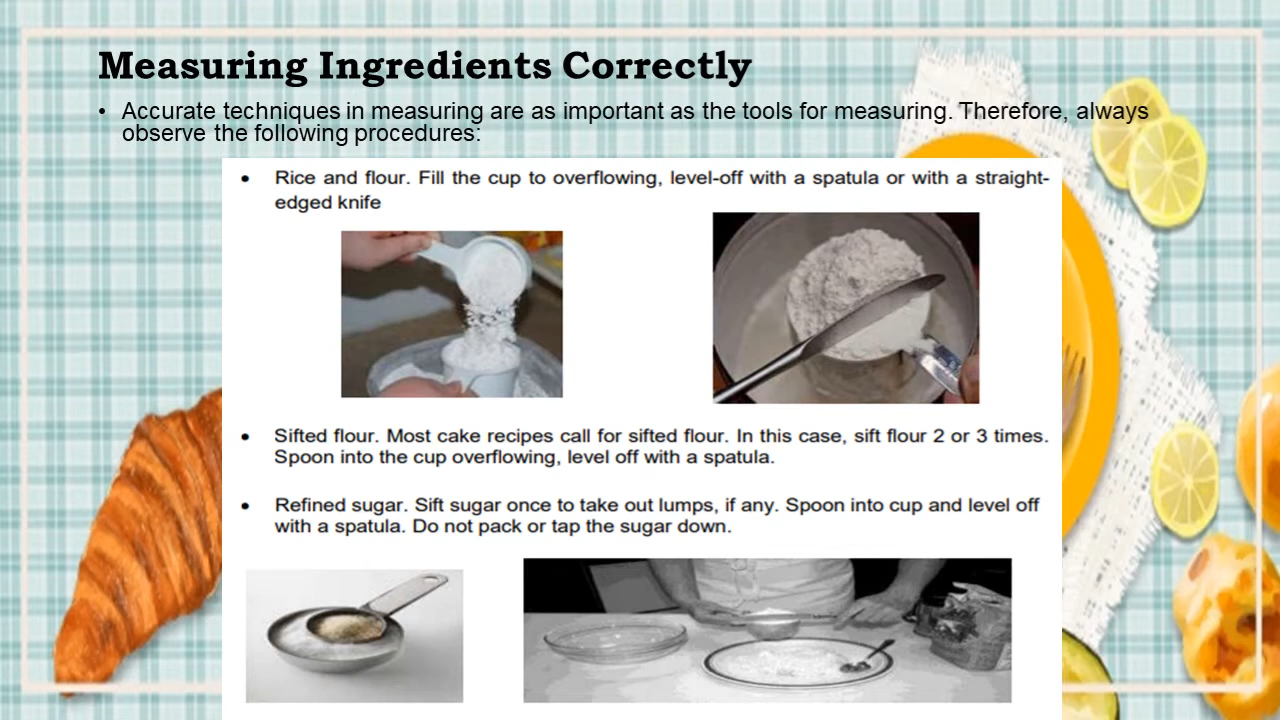 Measuring Ingredients Correctly
• Accurate techniques in measuring are as important as the tools for measuring. Therefore, always
observe the following procedures:
• Rice and flour. Fill the cup to overflowing, level-off with a spatula or with a straight-
edged knife
• Sifted flour. Most cake recipes call for sifted flour. In this case, sift flour 2 or 3 times.
Spoon into the cup overflowing, level off with a spatula.
• Refined sugar. Sift sugar once to take out lumps, if any. Spoon into cup and level off
with a spatula. Do not pack or tap the sugar down.